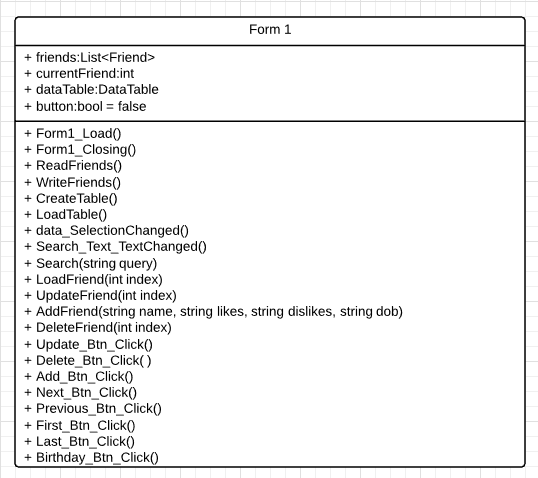 Form 1
+ friends:List<Friend>
+ currentFriend:int
+ dataTable:DataTable
+ button:bool = false
+ Form1_Load()
+ Form1_Closing()
+ ReadFriends()
+ WriteFriends()
+ CreateTable()
+ LoadTable()
+ data_SelectionChanged()
+ Search_Text_TextChanged()
+ Search(string query)
+ LoadFriend(int index)
+ UpdateFriend(int index)
+ AddFriend(string name, string likes, string dislikes, string dob)
+ DeleteFriend(int index)
+ Update_Btn_Click()
+ Delete_Btn_Click( )
+ Add_Btn_Click()
+ Next_Btn_Click()
+ Previous_Btn_Click()
+ First_Btn_Click()
+ Last_Btn_Click()
+ Birthday_Btn_Click()